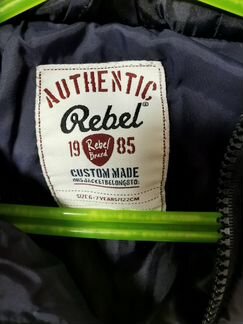 AUTHENTIC
Rebel®
19 Rebel 85
Brand
CUSTOM MADE
THIS JACKET BELONGS TO:
SIZE 6-7 YEARS/122CM